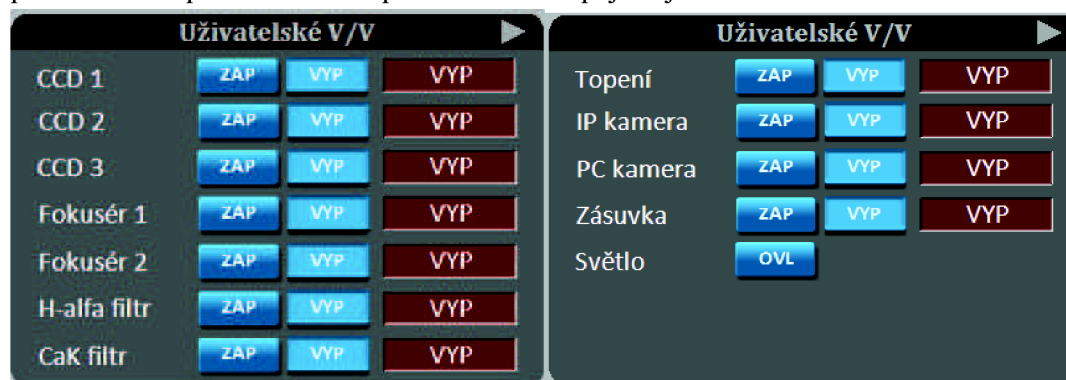 Uživatelské V/V
CCD 1 ZAP VYP VYP
CCD 2 ZAP VYP VYP
CCD 3 ZAP VYP VYP
Fokusér 1 ZAP VYP VYP
Fokusér 2 ZAP VYP VYP
H-alfa filtr ZAP VYP VYP
CaK filtr ZAP VYP VYP
Uživatelské V/V
Topení ZAP VYP VYP
IP kamera ZAP VYP VYP
PC kamera ZAP VYP VYP
Zásuvka ZAP VYP VYP
Světlo OVL